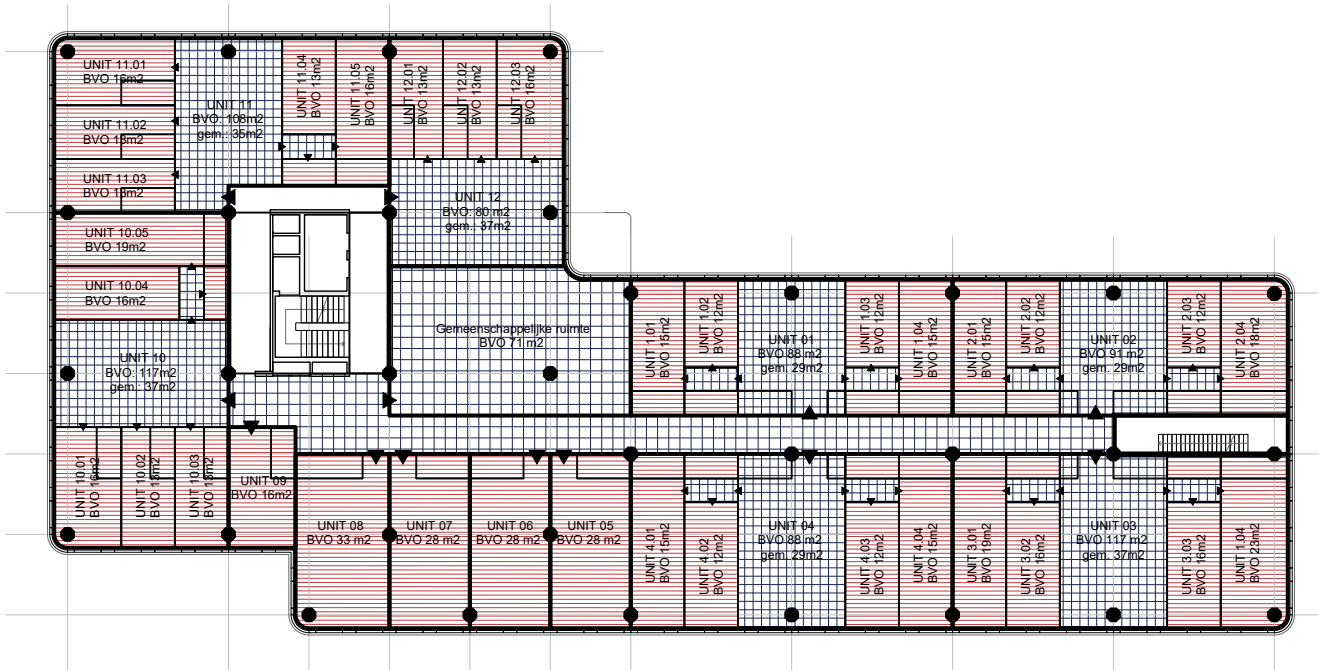 UNIT 11.01
BVO 16m2
UNIT 11.02
BVO 13m2
UNIT 11.03
BVO 13m2
UNIT 11
BVO: 108m2
gem.: 35m2
UNIT 11.04
BVO 13m2
UNIT 11.05
BVO 16m2
UNIT 12.01
BVO 13m2
UNIT 12.02
BVO 13m2
UNIT 12.03
BVO 16m2
UNIT 12
BVO: 80 m2
gem.: 37m2
UNIT 10.05
BVO 19m2
UNIT 10.04
BVO 16m2
UNIT 10
BVO: 117m2
gem.: 37m2
Gemeenschappelijke ruimte
BVO 71 m2
UNIT 1.01
BVO 15m2
UNIT 1.02
BVO 12m2
UNIT 01
BVO 88 m2
gem. 29m2
UNIT 1.03
BVO 12m2
UNIT 1.04
BVO 15m2
UNIT 2.01
BVO 15m2
UNIT 2.02
BVO 12m2
UNIT 02
BVO 91 m2
gem. 29m2
UNIT 2.03
BVO 12m2
UNIT 2.04
BVO 18m2
UNIT 10.01
BVO 16m2
UNIT 10.02
BVO 13m2
UNIT 10.03
BVO 13m2
UNIT 09
BVO 16m2
UNIT 08
BVO 33 m2
UNIT 07
BVO 28 m2
UNIT 06
BVO 28 m2
UNIT 05
BVO 28 m2
UNIT 4.01
BVO 15m2
UNIT 4.02
BVO 12m2
UNIT 04
BVO 88 m2
gem. 29m2
UNIT 4.03
BVO 12m2
UNIT 4.04
BVO 15m2
UNIT 3.01
BVO 19m2
UNIT 3.02
BVO 16m2
UNIT 03
BVO 117 m2
gem. 37m2
UNIT 3.03
BVO 16m2
UNIT 1.04
BVO 23m2